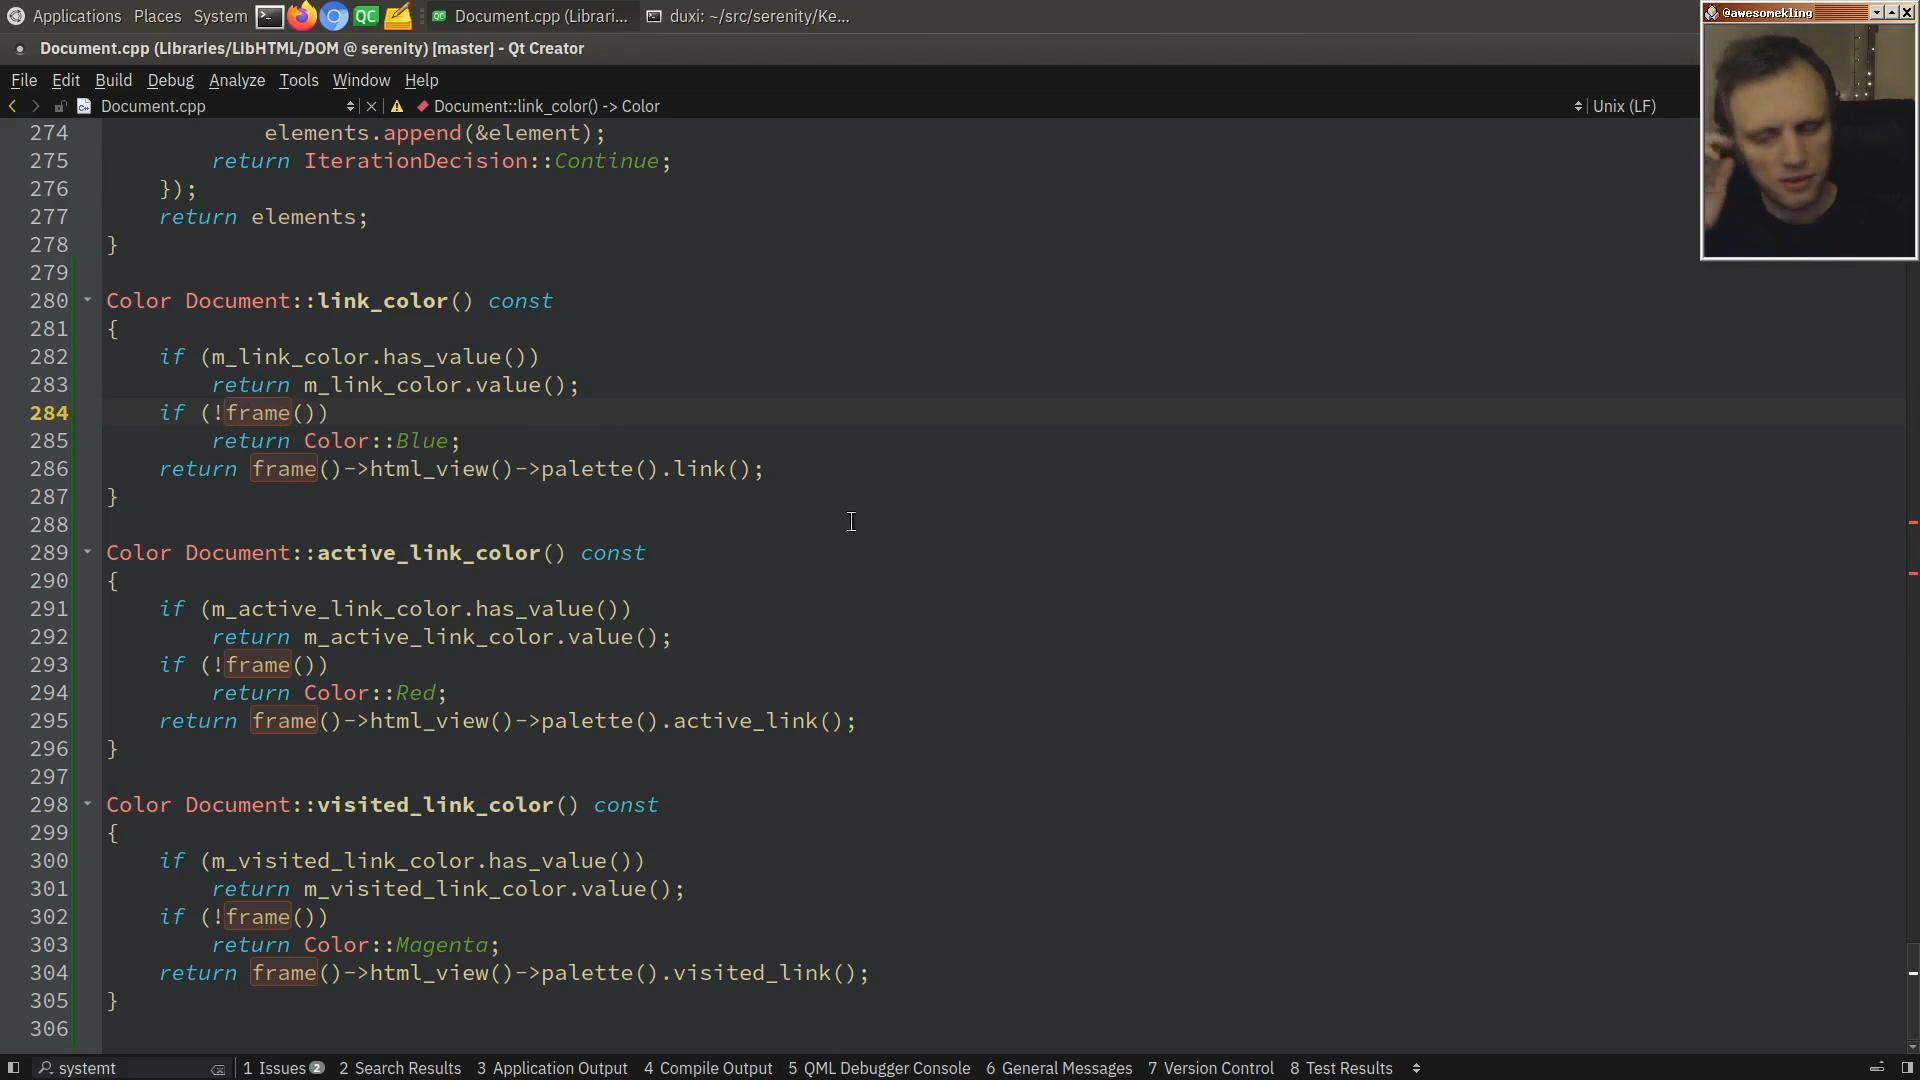 Applications Places System QC QC Document.cpp (Librari... duxi: ~/src/serenity/Ke...
@awesomekling
Document.cpp (Libraries/LibHTML/DOM @ serenity) [master] - Qt Creator
File Edit Build Debug Analyze Tools Window Help
Document.cpp Document::link_color() -> Color Unix (LF)
274 elements.append(&element);
275 return IterationDecision::Continue;
276 });
277 return elements;
278 }
279
280 Color Document::link_color() const
281 {
282 if (m_link_color.has_value())
283 return m_link_color.value();
284 if (!frame())
285 return Color::Blue;
286 return frame()->html_view()->palette().link();
287 }
288
289 Color Document::active_link_color() const
290 {
291 if (m_active_link_color.has_value())
292 return m_active_link_color.value();
293 if (!frame())
294 return Color::Red;
295 return frame()->html_view()->palette().active_link();
296 }
297
298 Color Document::visited_link_color() const
299 {
300 if (m_visited_link_color.has_value())
301 return m_visited_link_color.value();
302 if (!frame())
303 return Color::Magenta;
304 return frame()->html_view()->palette().visited_link();
305 }
306
systemt 1 Issues 2 2 Search Results 3 Application Output 4 Compile Output 5 QML Debugger Console 6 General Messages 7 Version Control 8 Test Results